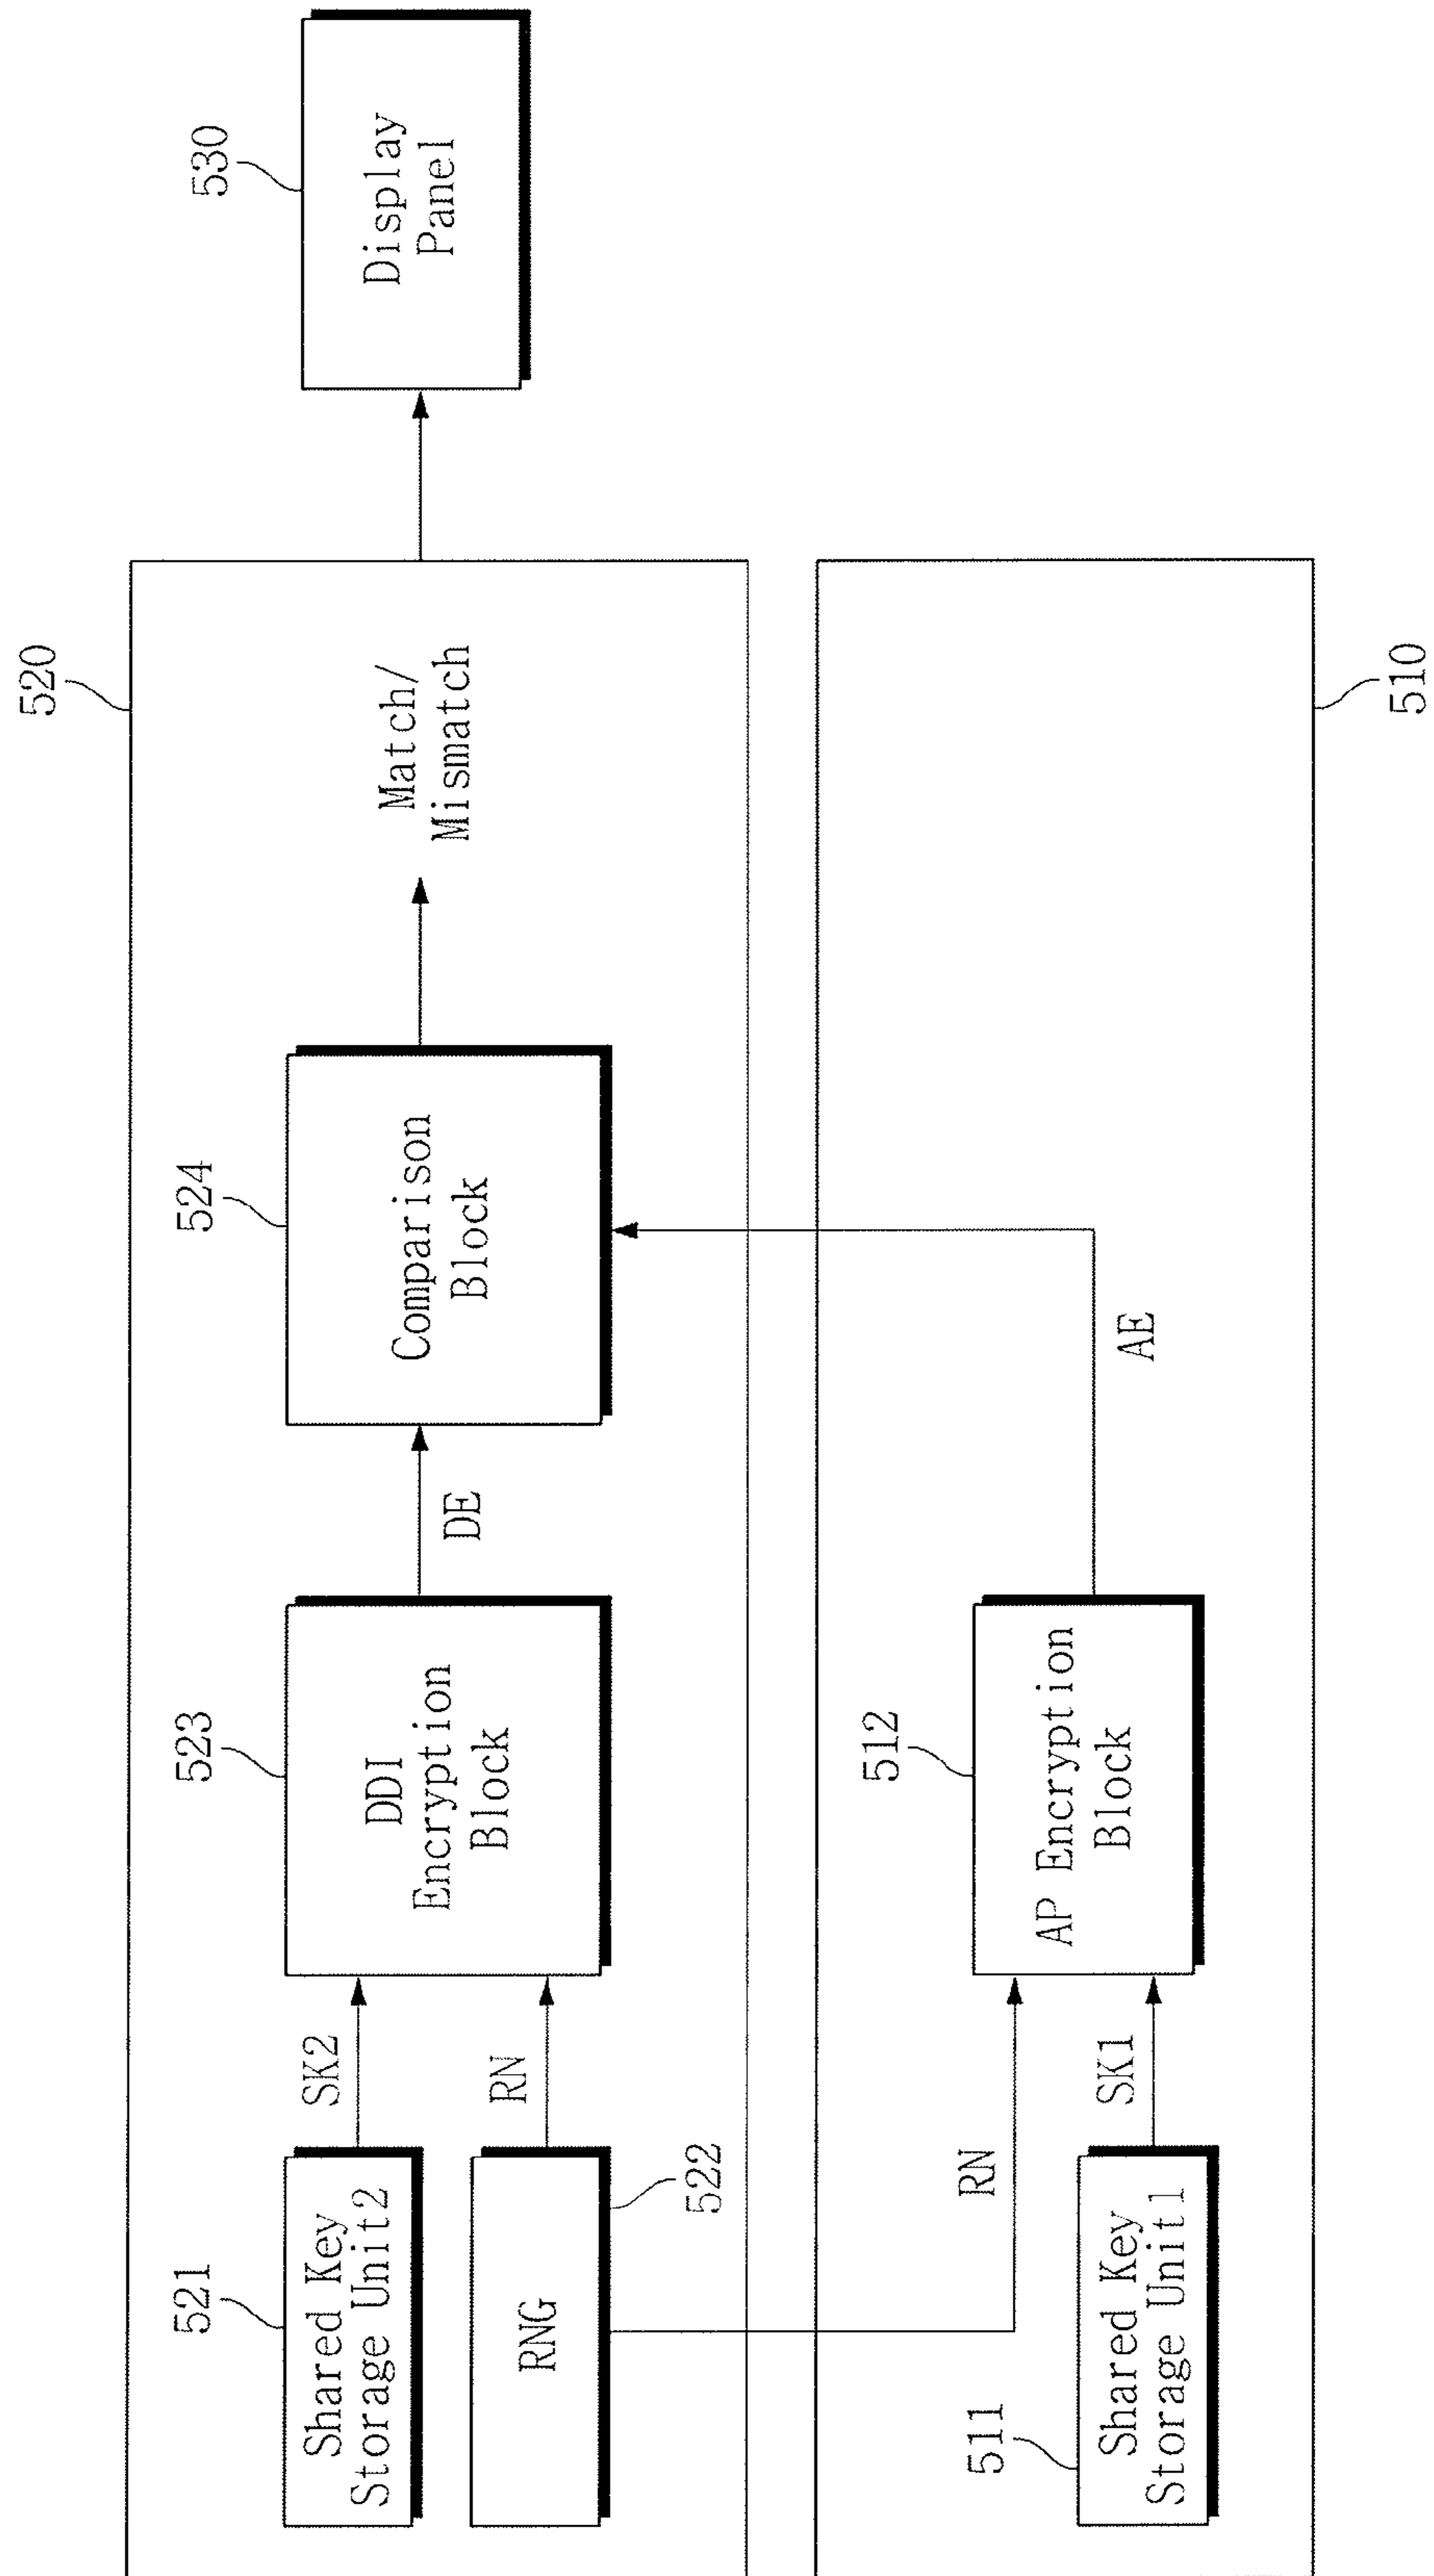 520
521
Shared Key
Storage Unit2
SK2
523
DDI
Encryption
Block
DE
524
Comparison
Block
Match/
Mismatch
530
Display
Panel
RNG
522
RN
RN
511
Shared Key
Storage Unit1
SK1
512
AP Encryption
Block
AE
510